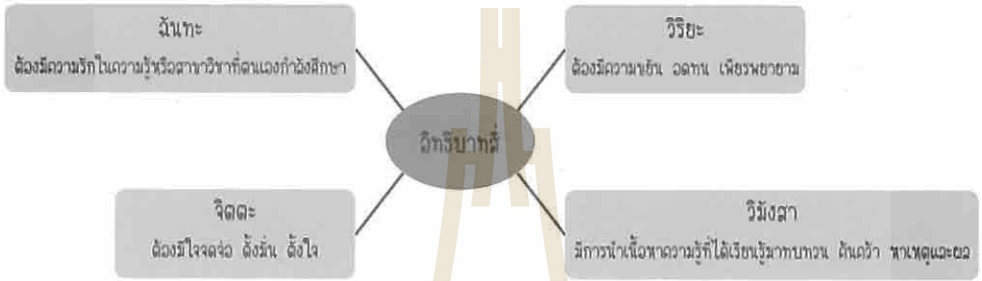 ฉันทะ
ต้องมีความรักในความรู้หรือสาขาวิชาที่ตนเองกำลังศึกษา
วิริยะ
ต้องมีความขยัน อดทน เพียรพยายาม
อิทธิบาทสี่
จิตตะ
ต้องมีใจจดจ่อ ตั้งมั่น ตั้งใจ
วิมังสา
มีการนำเนื้อหาความรู้ที่ได้เรียนรู้มาทบทวน ค้นคว้า หาเหตุและผล